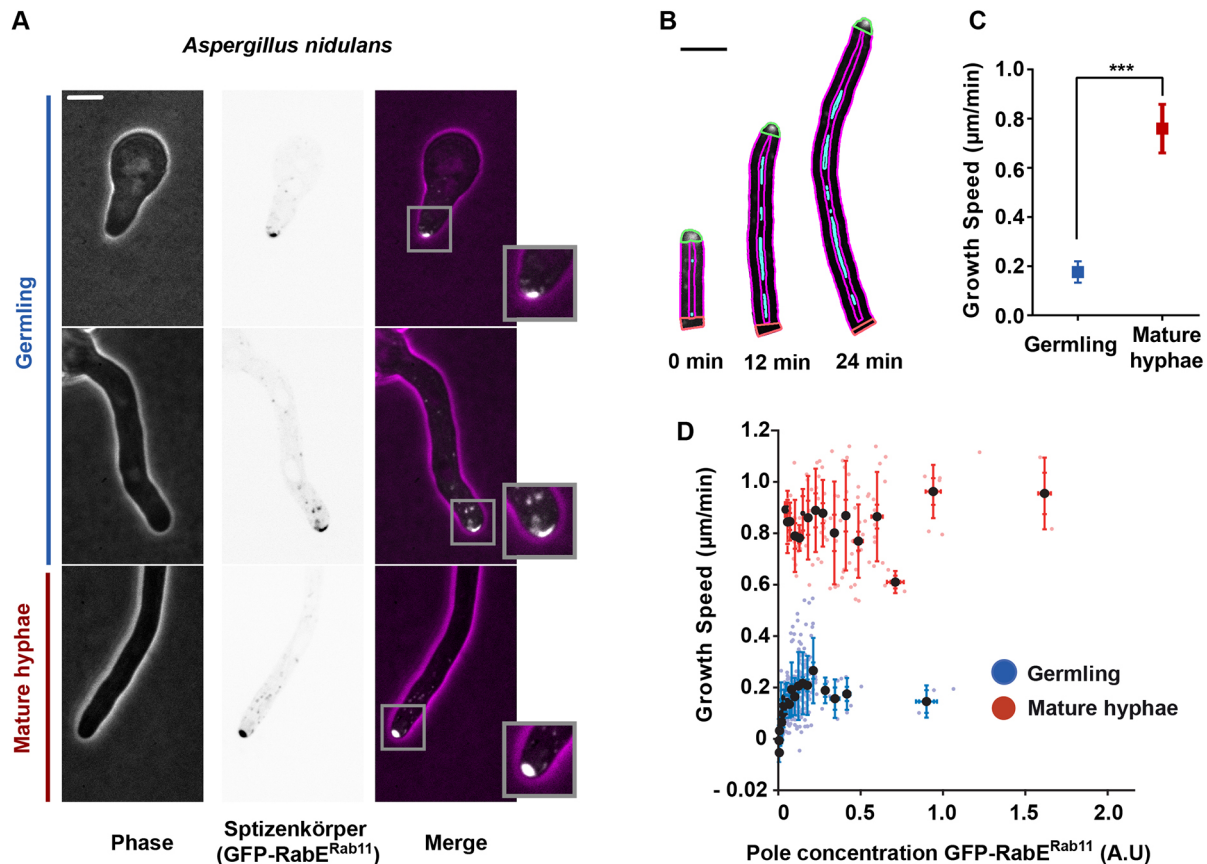 A
Aspergillus nidulans
Germling
Mature hyphae
Phase
Sptizenkörper
(GFP-RabE^Rab11)
Merge
B
0 min
12 min
24 min
C
Growth Speed (µm/min)
1.0
0.8
0.6
0.4
0.2
0.0
***
Germling
Mature
hyphae
D
Growth Speed (µm/min)
1.2
1.0
0.8
0.6
0.4
0.2
0
- 0.02
0
0.5
1.0
1.5
2.0
Germling
Mature hyphae
Pole concentration GFP-RabE^Rab11 (A.U)